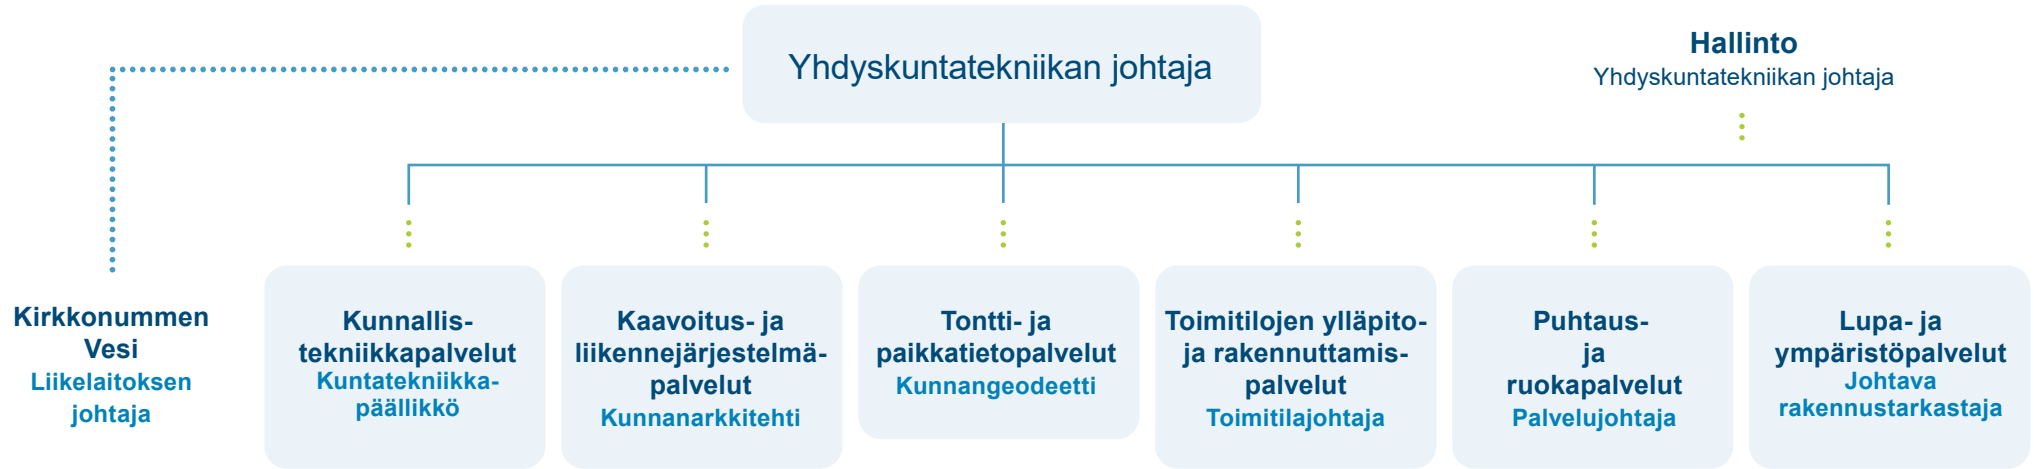 Yhdyskuntatekniikan johtaja
Hallinto
Yhdyskuntatekniikan johtaja
Kirkkonummen
Vesi
Liikelaitoksen
johtaja
Kunnallis-
tekniikkapalvelut
Kuntatekniikka-
päällikkö
Kaavoitus- ja
liikennejärjestelmä-
palvelut
Kunnanarkkitehti
Tontti- ja
paikkatietopalvelut
Kunnangeodeetti
Toimitilojen ylläpito-
ja rakennuttamis-
palvelut
Toimitilajohtaja
Puhtaus-
ja
ruokapalvelut
Palvelujohtaja
Lupa- ja
ympäristöpalvelut
Johtava
rakennustarkastaja